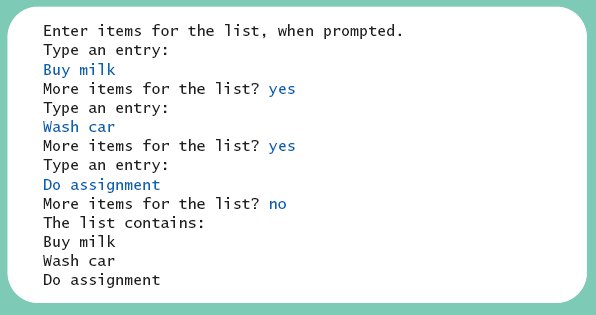 Enter items for the list, when prompted.
Type an entry:
Buy milk
More items for the list? yes
Type an entry:
Wash car
More items for the list? yes
Type an entry:
Do assignment
More items for the list? no
The list contains:
Buy milk
Wash car
Do assignment